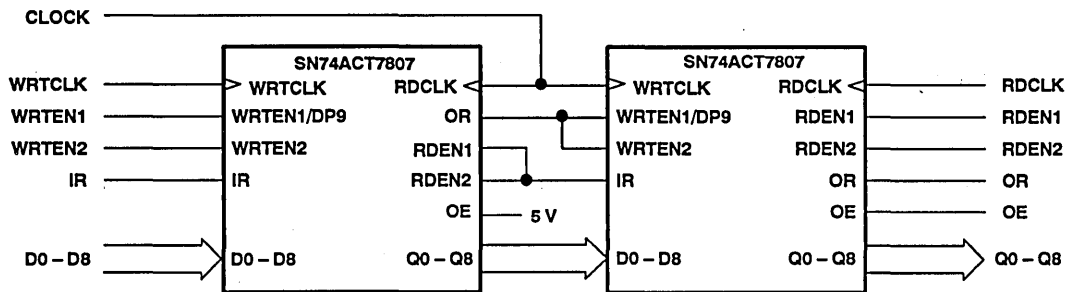 CLOCK
SN74ACT7807 SN74ACT7807
WRTCLK WRTCLK RDCLK WRTCLK RDCLK RDCLK
WRTEN1 WRTEN1/DP9 OR WRTEN1/DP9 RDEN1 RDEN1
WRTEN2 WRTEN2 RDEN1 WRTEN2 RDEN2 RDEN2
IR IR RDEN2 IR OR OR
OE 5 V OE OE
D0 – D8 D0 – D8 Q0 – Q8 D0 – D8 Q0 – Q8 Q0 – Q8